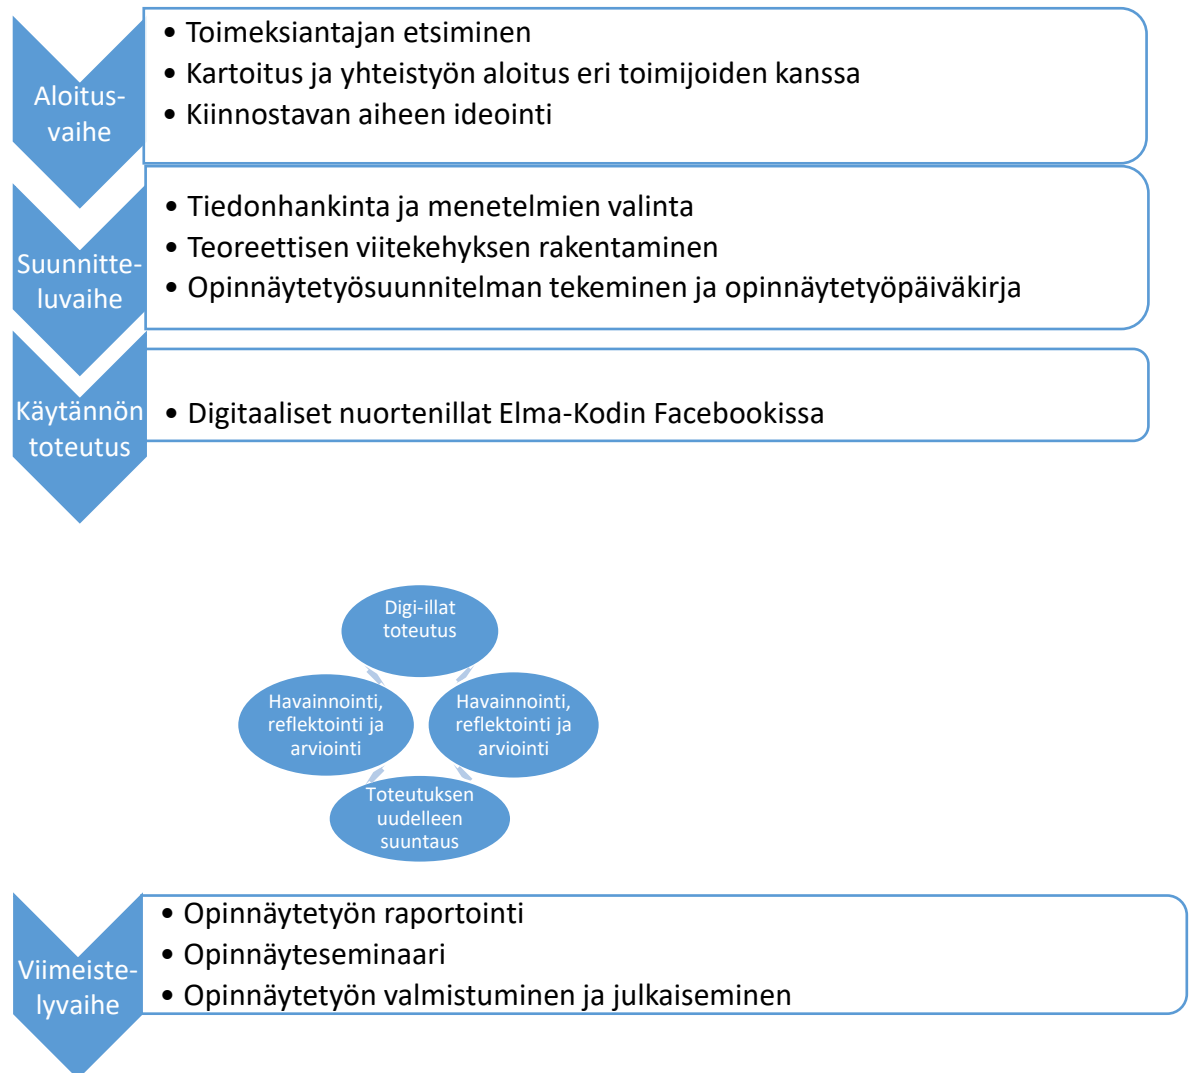 Aloitus-
vaihe
• Toimeksiantajan etsiminen
• Kartoitus ja yhteistyön aloitus eri toimijoiden kanssa
• Kiinnostavan aiheen ideointi
Suunnitte-
luvaihe
• Tiedonhankinta ja menetelmien valinta
• Teoreettisen viitekehyksen rakentaminen
• Opinnäytetyösuunnitelman tekeminen ja opinnäytetyöpäiväkirja
Käytännön
toteutus
• Digitaaliset nuortenillat Elma-Kodin Facebookissa
Digi-illat
toteutus
Havainnointi,
reflektointi ja
arviointi
Havainnointi,
reflektointi ja
arviointi
Toteutuksen
uudelleen
suuntaus
Viimeiste-
lyvaihe
• Opinnäytetyön raportointi
• Opinnäyteseminaari
• Opinnäytetyön valmistuminen ja julkaiseminen